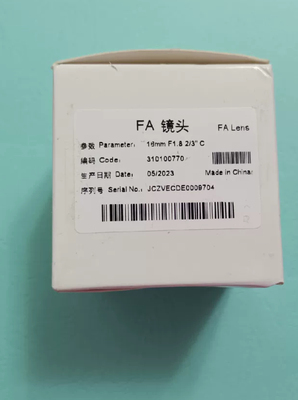 FA 镜头 FA Lens
参数 Parameter: 16mm F1.8 2/3" C
编码 Code: 310100770
生产日期 Date: 05/2023 Made in China
序列号 Serial No.: JCZVECDE0009704